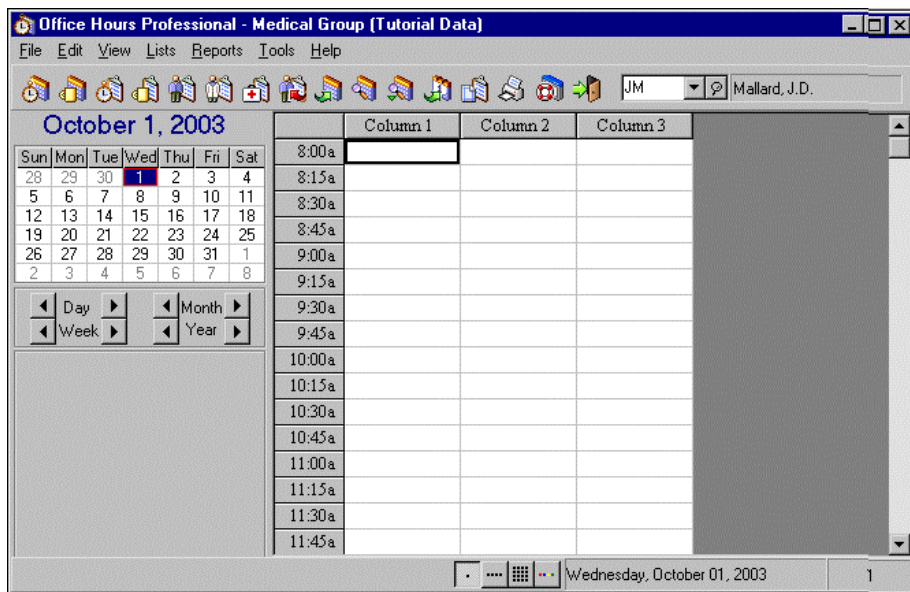 Office Hours Professional - Medical Group (Tutorial Data)
File Edit View Lists Reports Tools Help
JM Mallard, J.D.
October 1, 2003
Sun Mon Tue Wed Thu Fri Sat
28 29 30 1 2 3 4
5 6 7 8 9 10 11
12 13 14 15 16 17 18
19 20 21 22 23 24 25
26 27 28 29 30 31 1
2 3 4 5 6 7 8
Day Month
Week Year
Column 1 Column 2 Column 3
8:00a
8:15a
8:30a
8:45a
9:00a
9:15a
9:30a
9:45a
10:00a
10:15a
10:30a
10:45a
11:00a
11:15a
11:30a
11:45a
Wednesday, October 01, 2003 1